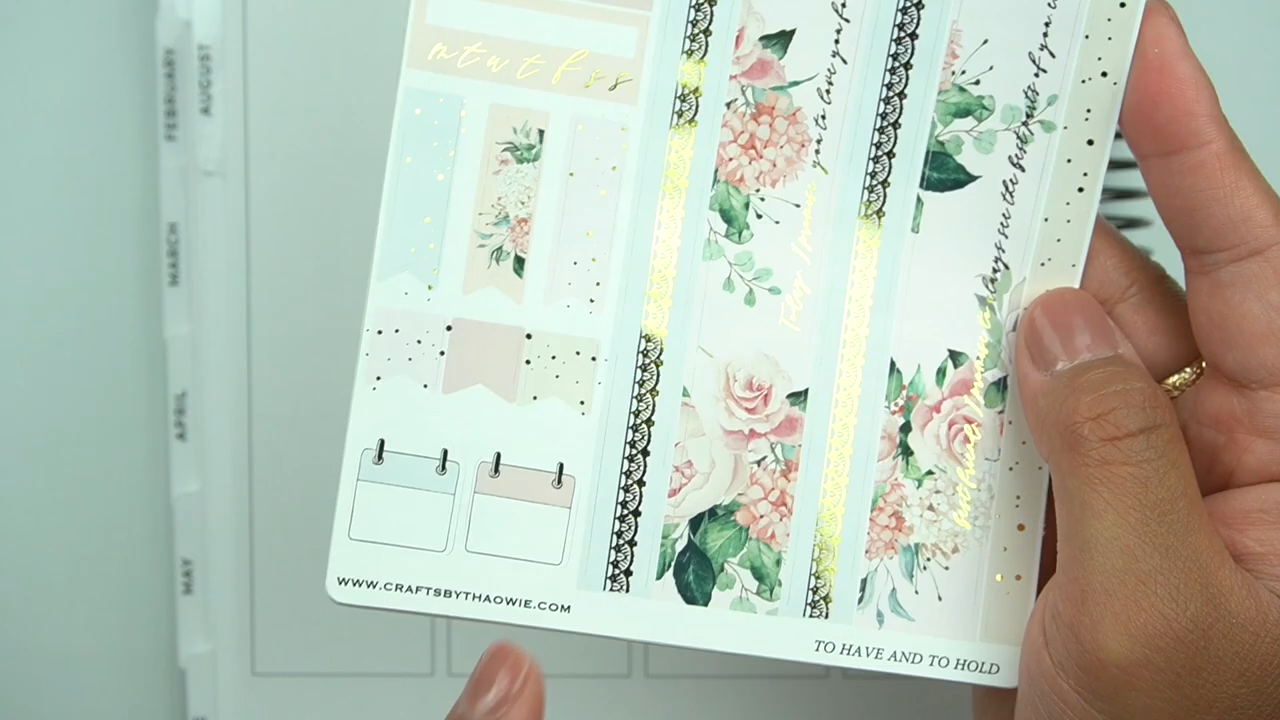 FEBRUARY
AUGUST
MARCH
APRIL
MAY
m t w t f s s
you to love you fo
always see the best parts of you
WWW.CRAFTSBYTHAOWIE.COM
TO HAVE AND TO HOLD